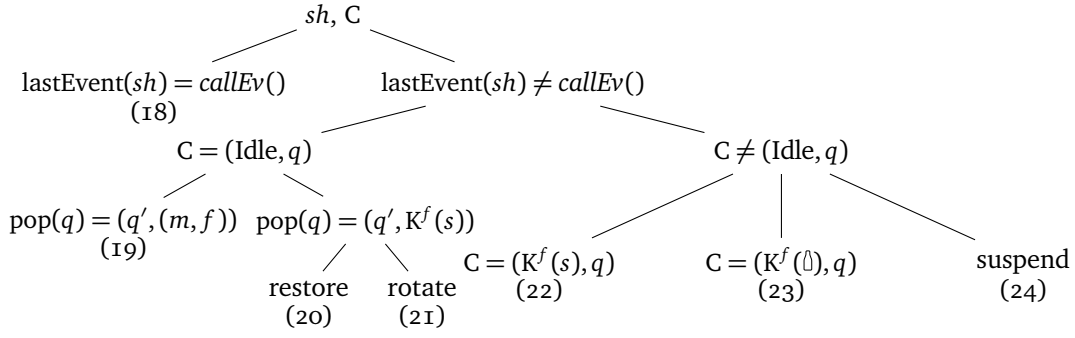 sh, C
lastEvent(sh) = callEv()
(18)
lastEvent(sh) ≠ callEv()
C = (Idle, q)
C ≠ (Idle, q)
pop(q) = (q′, (m, f))
(19)
pop(q) = (q′, K^f(s))
restore
(20)
rotate
(21)
C = (K^f(s), q)
(22)
C = (K^f(⌷), q)
(23)
suspend
(24)